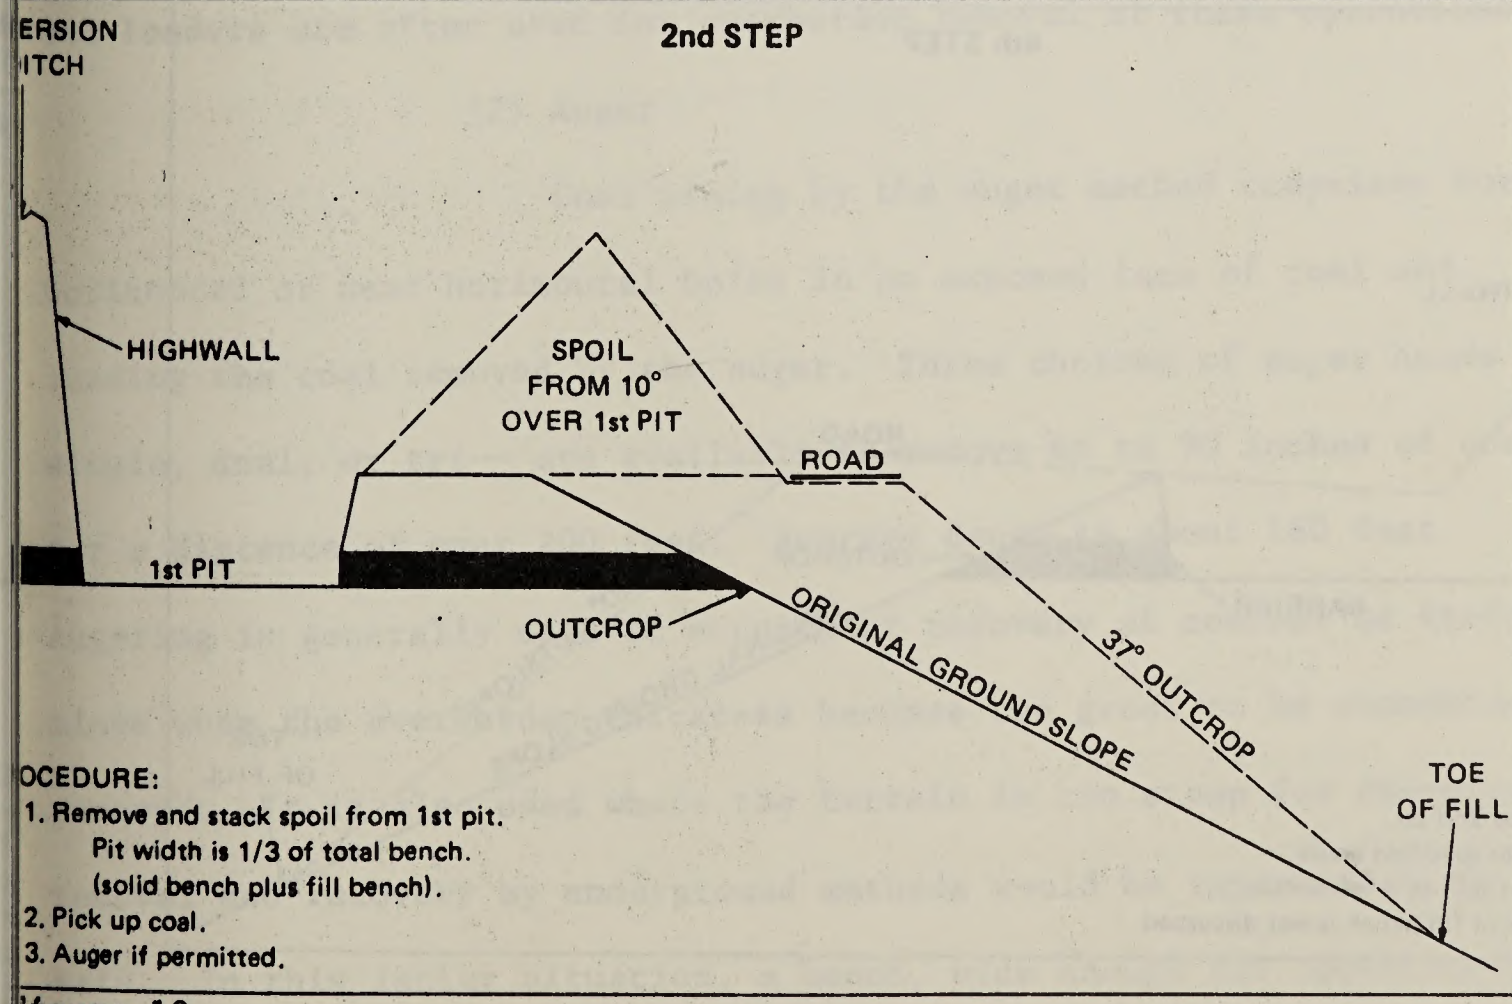 ERSION
ITCH
2nd STEP
HIGHWALL
SPOIL
FROM 10°
OVER 1st PIT
ROAD
1st PIT
OUTCROP
ORIGINAL GROUND SLOPE
37° OUTCROP
TOE
OF FILL
OCEDURE:
1. Remove and stack spoil from 1st pit.
Pit width is 1/3 of total bench.
(solid bench plus fill bench).
2. Pick up coal.
3. Auger if permitted.